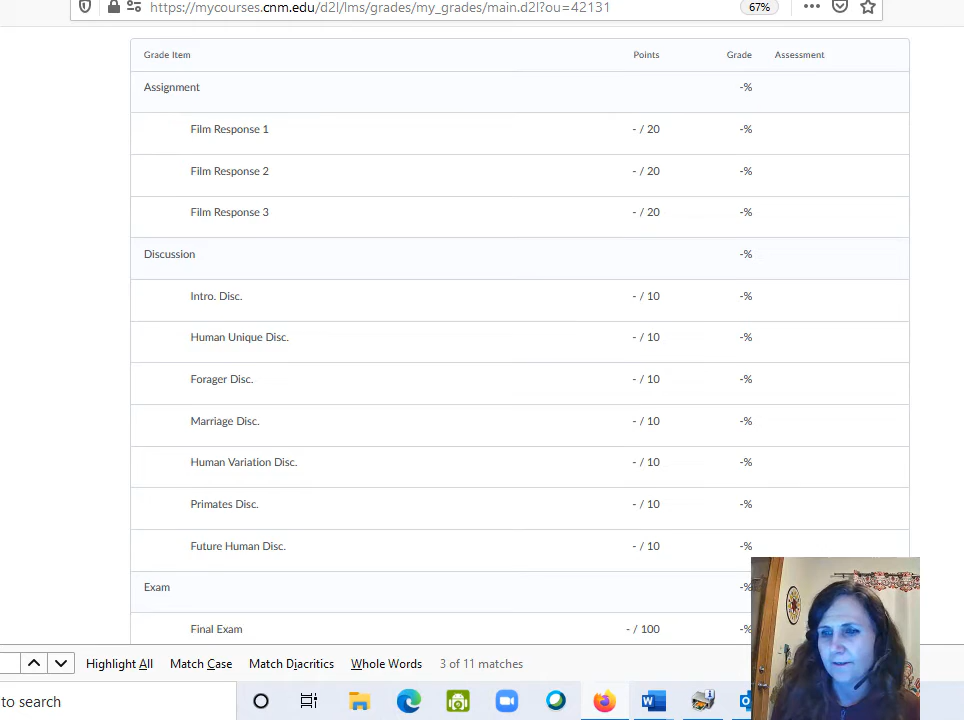 https://mycourses.cnm.edu/d2l/lms/grades/my_grades/main.d2l?ou=42131 67%
Grade Item Points Grade Assessment
Assignment -%
Film Response 1 - / 20 -%
Film Response 2 - / 20 -%
Film Response 3 - / 20 -%
Discussion -%
Intro. Disc. - / 10 -%
Human Unique Disc. - / 10 -%
Forager Disc. - / 10 -%
Marriage Disc. - / 10 -%
Human Variation Disc. - / 10 -%
Primates Disc. - / 10 -%
Future Human Disc. - / 10 -%
Exam -%
Final Exam - / 100 -%
Highlight All Match Case Match Diacritics Whole Words 3 of 11 matches
to search